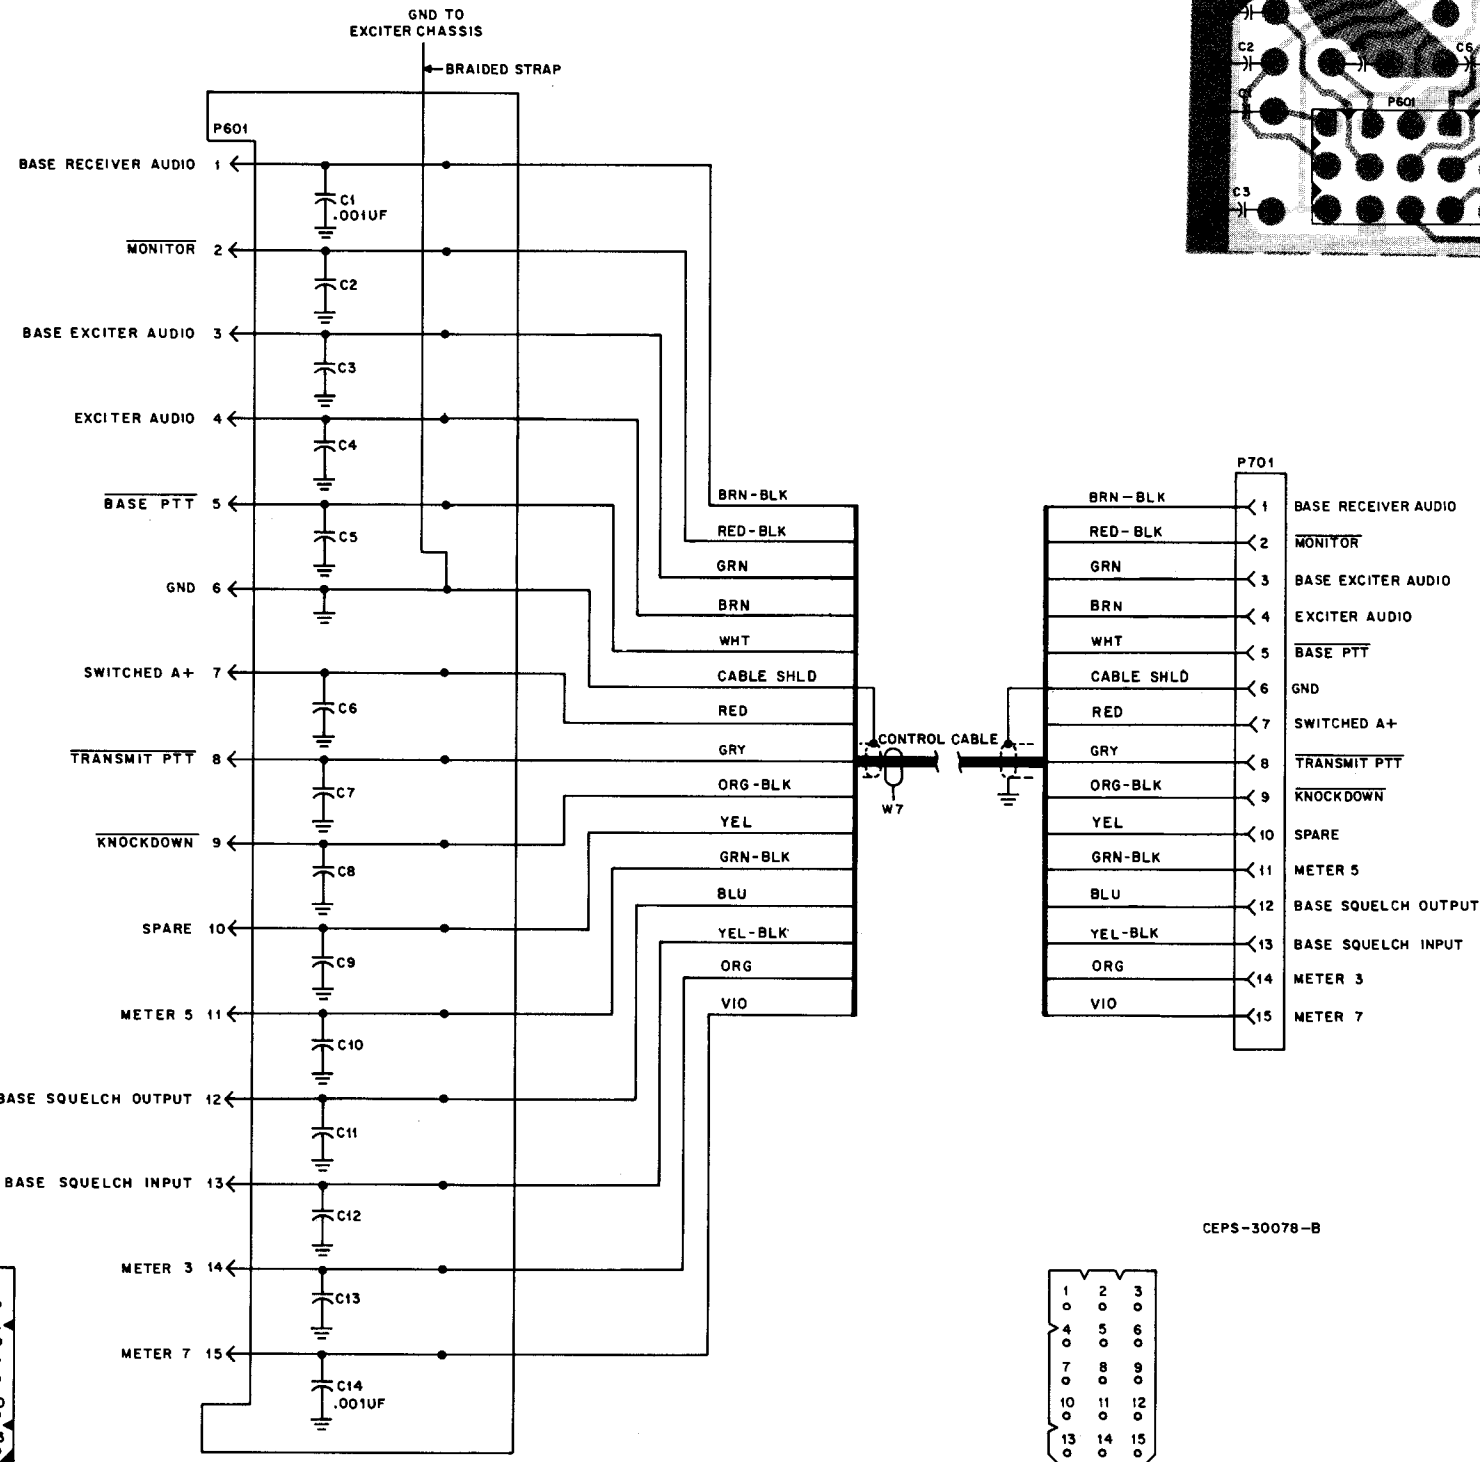 GND TO
EXCITER CHASSIS
BRAIDED STRAP
P601
BASE RECEIVER AUDIO 1
C1
.001UF
MONITOR 2
C2
BASE EXCITER AUDIO 3
C3
EXCITER AUDIO 4
C4
BASE PTT 5
C5
GND 6
SWITCHED A+ 7
C6
TRANSMIT PTT 8
C7
KNOCKDOWN 9
C8
SPARE 10
C9
METER 5 11
C10
BASE SQUELCH OUTPUT 12
C11
BASE SQUELCH INPUT 13
C12
METER 3 14
C13
METER 7 15
C14
.001UF
BRN-BLK
RED-BLK
GRN
BRN
WHT
CABLE SHLD
RED
GRY
ORG-BLK
YEL
GRN-BLK
BLU
YEL-BLK
ORG
VIO
CONTROL CABLE
W7
P701
BRN-BLK 1 BASE RECEIVER AUDIO
RED-BLK 2 MONITOR
GRN 3 BASE EXCITER AUDIO
BRN 4 EXCITER AUDIO
WHT 5 BASE PTT
CABLE SHLD 6 GND
RED 7 SWITCHED A+
GRY 8 TRANSMIT PTT
ORG-BLK 9 KNOCKDOWN
YEL 10 SPARE
GRN-BLK 11 METER 5
BLU 12 BASE SQUELCH OUTPUT
YEL-BLK 13 BASE SQUELCH INPUT
ORG 14 METER 3
VIO 15 METER 7
C2
C6
P601
C3
CEPS-30078-B
1 2 3
4 5 6
7 8 9
10 11 12
13 14 15